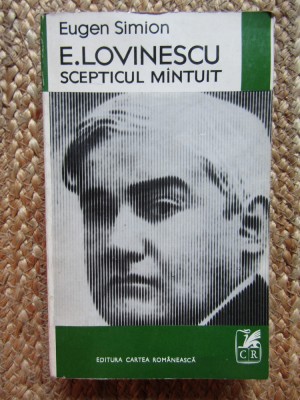 Eugen Simion
E.LOVINESCU
SCEPTICUL MÎNTUIT
CR
EDITURA CARTEA ROMÂNEASCĂ